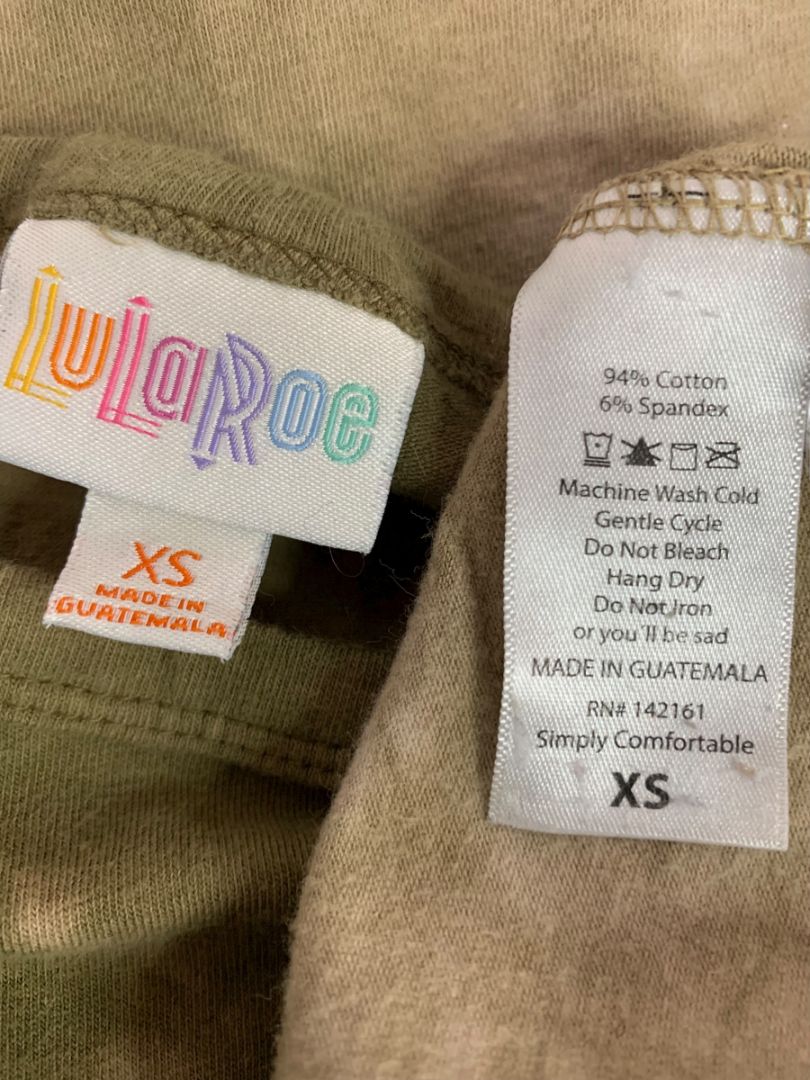 LuLaRoe
XS
MADE IN
GUATEMALA
94% Cotton
6% Spandex
Machine Wash Cold
Gentle Cycle
Do Not Bleach
Hang Dry
Do Not Iron
or you'll be sad
MADE IN GUATEMALA
RN# 142161
Simply Comfortable
XS